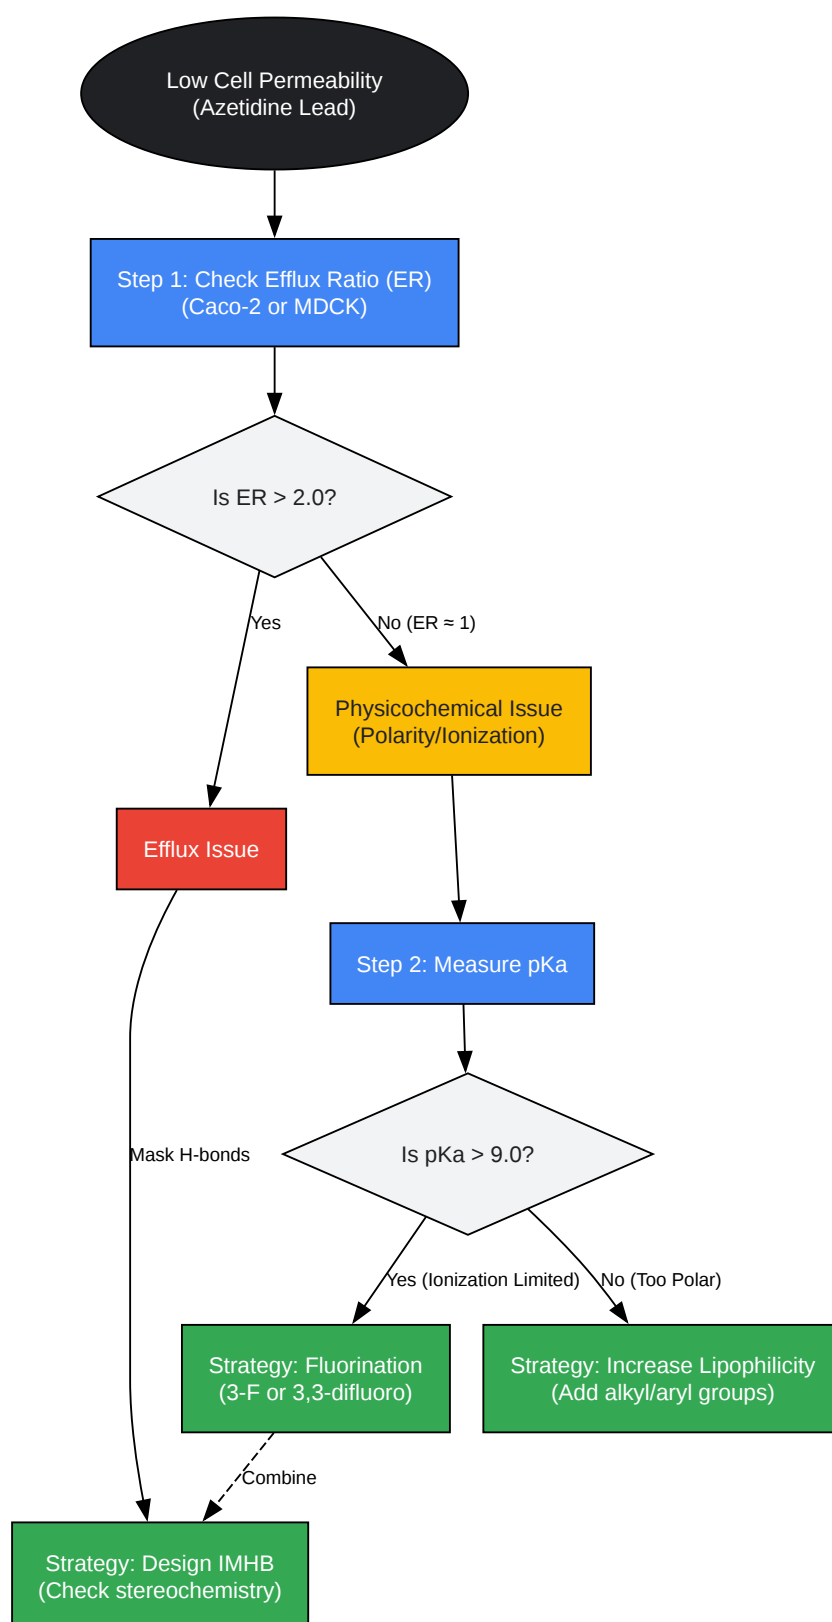 Low Cell Permeability
(Azetidine Lead)
Step 1: Check Efflux Ratio (ER)
(Caco-2 or MDCK)
Is ER > 2.0?
Yes
No (ER ≈ 1)
Physicochemical Issue
(Polarity/Ionization)
Efflux Issue
Step 2: Measure pKa
Mask H-bonds
Is pKa > 9.0?
Yes (Ionization Limited)
No (Too Polar)
Strategy: Fluorination
(3-F or 3,3-difluoro)
Strategy: Increase Lipophilicity
(Add alkyl/aryl groups)
Combine
Strategy: Design IMHB
(Check stereochemistry)